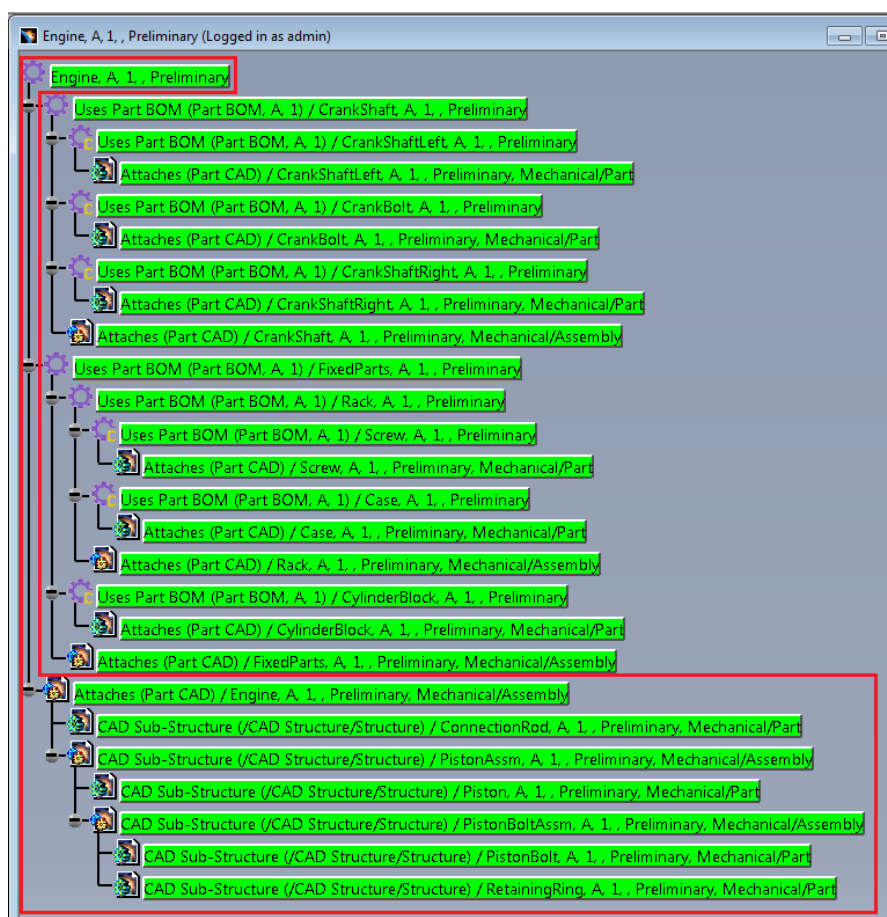 Engine, A, 1, , Preliminary (Logged in as admin)
Engine, A, 1, , Preliminary
Uses Part BOM (Part BOM, A, 1) / CrankShaft, A, 1, , Preliminary
Uses Part BOM (Part BOM, A, 1) / CrankShaftLeft, A, 1, , Preliminary
Attaches (Part CAD) / CrankShaftLeft, A, 1, , Preliminary, Mechanical/Part
Uses Part BOM (Part BOM, A, 1) / CrankBolt, A, 1, , Preliminary
Attaches (Part CAD) / CrankBolt, A, 1, , Preliminary, Mechanical/Part
Uses Part BOM (Part BOM, A, 1) / CrankShaftRight, A, 1, , Preliminary
Attaches (Part CAD) / CrankShaftRight, A, 1, , Preliminary, Mechanical/Part
Attaches (Part CAD) / CrankShaft, A, 1, , Preliminary, Mechanical/Assembly
Uses Part BOM (Part BOM, A, 1) / FixedParts, A, 1, , Preliminary
Uses Part BOM (Part BOM, A, 1) / Rack, A, 1, , Preliminary
Uses Part BOM (Part BOM, A, 1) / Screw, A, 1, , Preliminary
Attaches (Part CAD) / Screw, A, 1, , Preliminary, Mechanical/Part
Uses Part BOM (Part BOM, A, 1) / Case, A, 1, , Preliminary
Attaches (Part CAD) / Case, A, 1, , Preliminary, Mechanical/Part
Attaches (Part CAD) / Rack, A, 1, , Preliminary, Mechanical/Assembly
Uses Part BOM (Part BOM, A, 1) / CylinderBlock, A, 1, , Preliminary
Attaches (Part CAD) / CylinderBlock, A, 1, , Preliminary, Mechanical/Part
Attaches (Part CAD) / FixedParts, A, 1, , Preliminary, Mechanical/Assembly
Attaches (Part CAD) / Engine, A, 1, , Preliminary, Mechanical/Assembly
CAD Sub-Structure (/CAD Structure/Structure) / ConnectionRod, A, 1, , Preliminary, Mechanical/Part
CAD Sub-Structure (/CAD Structure/Structure) / PistonAssm, A, 1, , Preliminary, Mechanical/Assembly
CAD Sub-Structure (/CAD Structure/Structure) / Piston, A, 1, , Preliminary, Mechanical/Part
CAD Sub-Structure (/CAD Structure/Structure) / PistonBoltAssm, A, 1, , Preliminary, Mechanical/Assembly
CAD Sub-Structure (/CAD Structure/Structure) / PistonBolt, A, 1, , Preliminary, Mechanical/Part
CAD Sub-Structure (/CAD Structure/Structure) / RetainingRing, A, 1, , Preliminary, Mechanical/Part